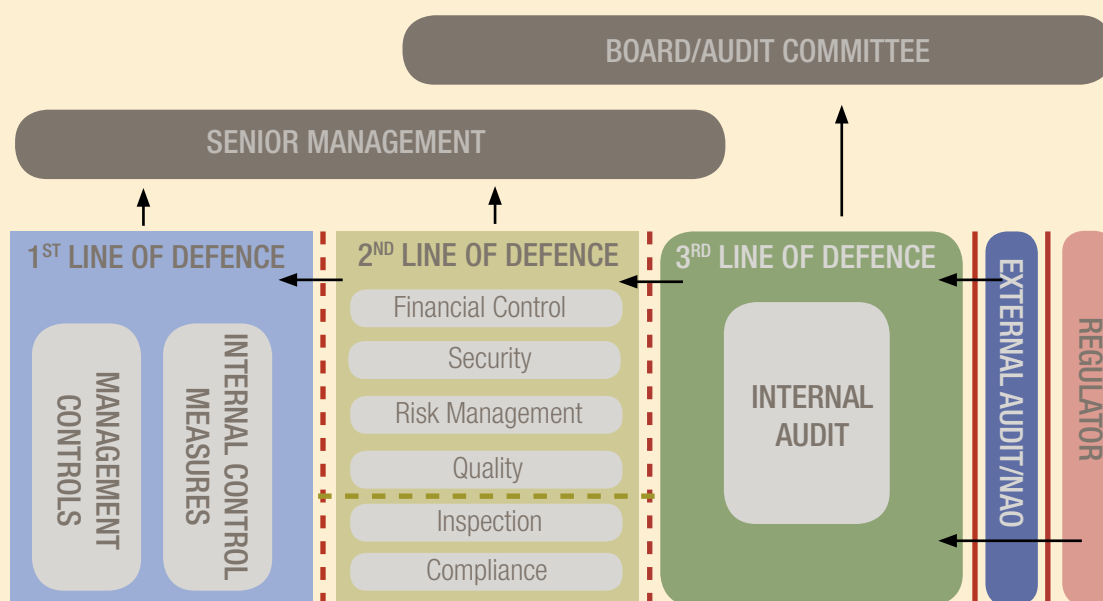 BOARD/AUDIT COMMITTEE
SENIOR MANAGEMENT
1ST LINE OF DEFENCE
MANAGEMENT
CONTROLS
INTERNAL CONTROL
MEASURES
2ND LINE OF DEFENCE
Financial Control
Security
Risk Management
Quality
Inspection
Compliance
3RD LINE OF DEFENCE
INTERNAL
AUDIT
EXTERNAL AUDIT/NAO
REGULATOR